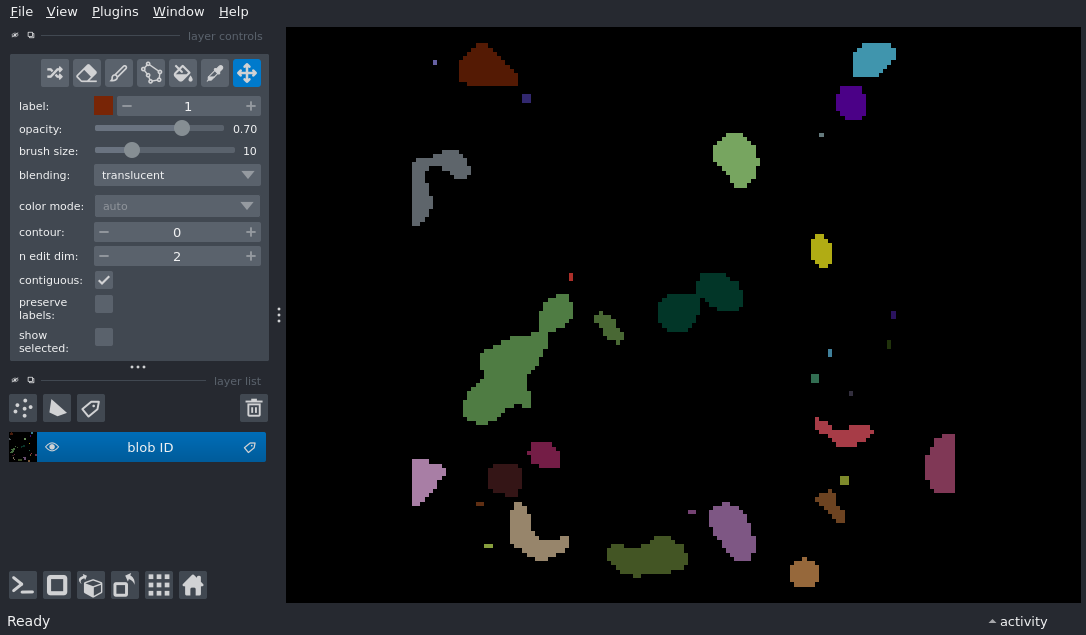 File View Plugins Window Help
layer controls
label: 1
opacity: 0.70
brush size: 10
blending: translucent
color mode: auto
contour: 0
n edit dim: 2
contiguous:
preserve
labels:
show
selected:
layer list
blob ID
Ready
activity